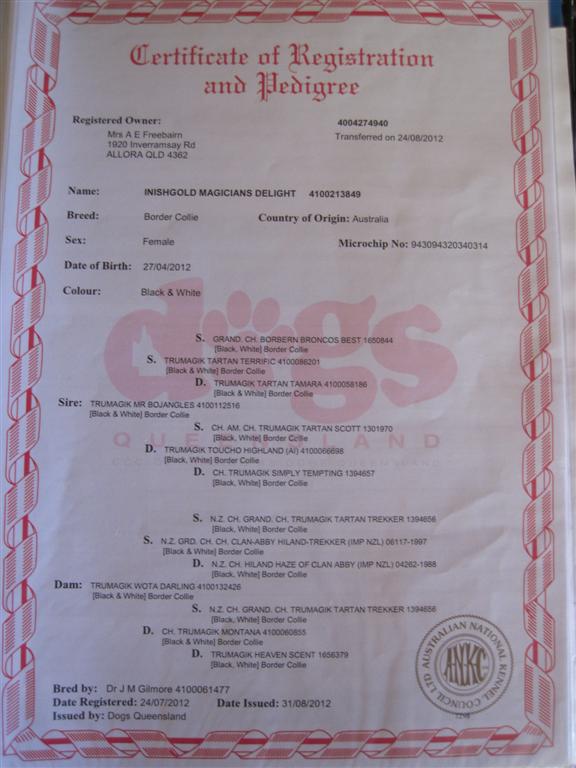 Certificate of Registration
and Pedigree
Registered Owner: 4004274940
Mrs A E Freebairn Transferred on 24/08/2012
1920 Inverramsay Rd
ALLORA QLD 4362
Name: INISHGOLD MAGICIANS DELIGHT 4100213849
Breed: Border Collie Country of Origin: Australia
Sex: Female Microchip No: 943094320340314
Date of Birth: 27/04/2012
Colour: Black & White
dogs
S. GRAND. CH. BORBERN BRONCOS BEST 1650844
[Black, White] Border Collie
S. TRUMAGIK TARTAN TERRIFIC 4100086201
[Black & White] Border Collie
D. TRUMAGIK TARTAN TAMARA 4100058186
[Black & White] Border Collie
Sire: TRUMAGIK MR BOJANGLES 4100112516
[Black & White] Border Collie
S. CH. AM. CH. TRUMAGIK TARTAN SCOTT 1301970
[Black, White] Border Collie
QUEENSLAND
D. TRUMAGIK TOUCHO HIGHLAND (AI) 4100066698
[Black, White] Border Collie
D. CH. TRUMAGIK SIMPLY TEMPTING 1394657
[Black, White] Border Collie
S. N.Z. CH. GRAND. CH. TRUMAGIK TARTAN TREKKER 1394656
[Black, White] Border Collie
S. N.Z. GRD. CH. CH. CLAN-ABBY HILAND-TREKKER (IMP NZL) 06117-1997
[Black & White] Border Collie
D. N.Z. CH. HILAND HAZE OF CLAN ABBY (IMP NZL) 04262-1988
[Black, White] Border Collie
Dam: TRUMAGIK WOTA DARLING 4100132426
[Black & White] Border Collie
S. N.Z. CH. GRAND. CH. TRUMAGIK TARTAN TREKKER 1394656
[Black, White] Border Collie
D. CH. TRUMAGIK MONTANA 4100060855
[Black & White] Border Collie
D. TRUMAGIK HEAVEN SCENT 1656379
[Black, White] Border Collie
AUSTRALIAN NATIONAL KENNEL COUNCIL LTD
ANKC
Bred by: Dr J M Gilmore 4100061477
Date Registered: 24/07/2012 Date Issued: 31/08/2012
Issued by: Dogs Queensland